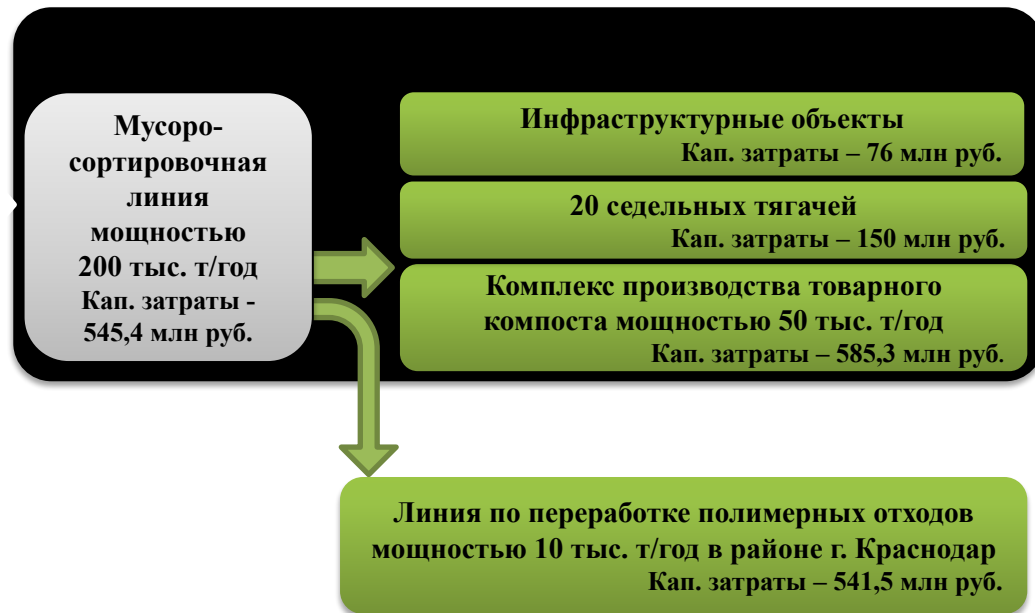 Мусоро-
сортировочная
линия
мощностью
200 тыс. т/год
Кап. затраты -
545,4 млн руб.
Инфраструктурные объекты
Кап. затраты – 76 млн руб.
20 седельных тягачей
Кап. затраты – 150 млн руб.
Комплекс производства товарного
компоста мощностью 50 тыс. т/год
Кап. затраты – 585,3 млн руб.
Линия по переработке полимерных отходов
мощностью 10 тыс. т/год в районе г. Краснодар
Кап. затраты – 541,5 млн руб.